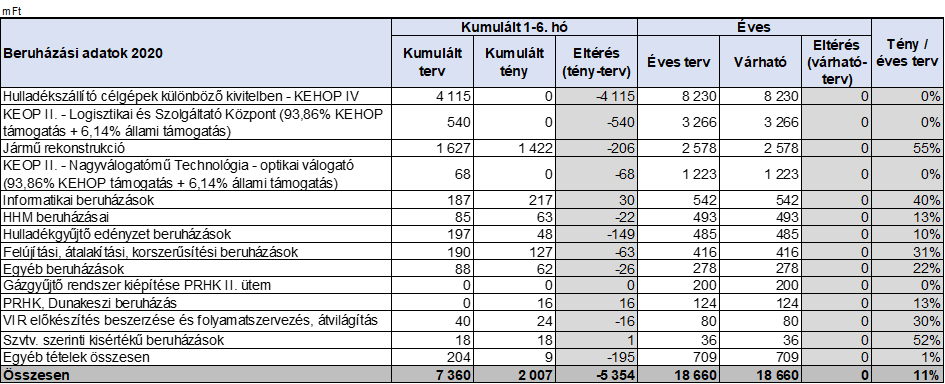 mFt
Beruházási adatok 2020 Kumulált 1-6. hó Éves Tény / éves terv
Kumulált terv Kumulált tény Eltérés (tény-terv) Éves terv Várható Eltérés (várható-terv)
Hulladékszállító célgépek különböző kivitelben - KEHOP IV 4 115 0 -4 115 8 230 8 230 0 0%
KEOP II. - Logisztikai és Szolgáltató Központ (93,86% KEHOP
támogatás + 6,14% állami támogatás) 540 0 -540 3 266 3 266 0 0%
Jármű rekonstrukció 1 627 1 422 -206 2 578 2 578 0 55%
KEOP II. - Nagyválogatómű Technológia - optikai válogató
(93,86% KEHOP támogatás + 6,14% állami támogatás) 68 0 -68 1 223 1 223 0 0%
Informatikai beruházások 187 217 30 542 542 0 40%
HHM beruházásai 85 63 -22 493 493 0 13%
Hulladékgyűjtő edényzet beruházások 197 48 -149 485 485 0 10%
Felújítási, átalakítási, korszerűsítési beruházások 190 127 -63 416 416 0 31%
Egyéb beruházások 88 62 -26 278 278 0 22%
Gázgyűjtő rendszer kiépítése PRHK II. ütem 0 0 0 200 200 0 0%
PRHK, Dunakeszi beruházás 0 16 16 124 124 0 13%
VIR előkészítés beszerzése és folyamatszervezés, átvilágítás 40 24 -16 80 80 0 30%
Szvtv. szerinti kisértékű beruházások 18 18 1 36 36 0 52%
Egyéb tételek összesen 204 9 -195 709 709 0 1%
Összesen 7 360 2 007 -5 354 18 660 18 660 0 11%